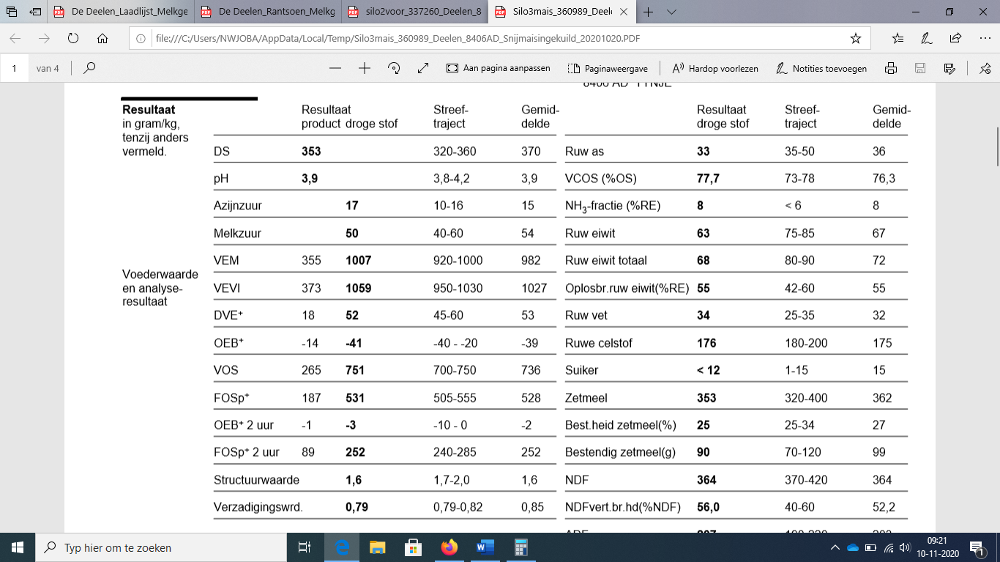 De Deelen_Laadlijst_Melkge
De Deelen_Rantsoen_Melkg
silo2voor_337260_Deelen_8
Silo3mais_360989_Deele
file:///C:/Users/NWJOBA/AppData/Local/Temp/Silo3mais_360989_Deelen_8406AD_Snijmaisingekuild_20201020.PDF
1 van 4 Aan pagina aanpassen Paginaweergave Hardop voorlezen Notities toevoegen
8406 AD TYNJE
Resultaat
in gram/kg,
tenzij anders
vermeld.
Resultaat
product droge stof
Streef-
traject
Gemid-
delde
DS 353 320-360 370
pH 3,9 3,8-4,2 3,9
Azijnzuur 17 10-16 15
Melkzuur 50 40-60 54
Voederwaarde
en analyse-
resultaat
VEM 355 1007 920-1000 982
VEVI 373 1059 950-1030 1027
DVE+ 18 52 45-60 53
OEB+ -14 -41 -40 - -20 -39
VOS 265 751 700-750 736
FOSp+ 187 531 505-555 528
OEB+ 2 uur -1 -3 -10 - 0 -2
FOSp+ 2 uur 89 252 240-285 252
Structuurwaarde 1,6 1,7-2,0 1,6
Verzadigingswrd. 0,79 0,79-0,82 0,85
Resultaat
droge stof
Streef-
traject
Gemid-
delde
Ruw as 33 35-50 36
VCOS (%OS) 77,7 73-78 76,3
NH3-fractie (%RE) 8 < 6 8
Ruw eiwit 63 75-85 67
Ruw eiwit totaal 68 80-90 72
Oplosbr.ruw eiwit(%RE) 55 42-60 55
Ruw vet 34 25-35 32
Ruwe celstof 176 180-200 175
Suiker < 12 1-15 15
Zetmeel 353 320-400 362
Best.heid zetmeel(%) 25 25-34 27
Bestendig zetmeel(g) 90 70-120 99
NDF 364 370-420 364
NDFvert.br.hd(%NDF) 56,0 40-60 52,2
Typ hier om te zoeken
09:21
10-11-2020
1